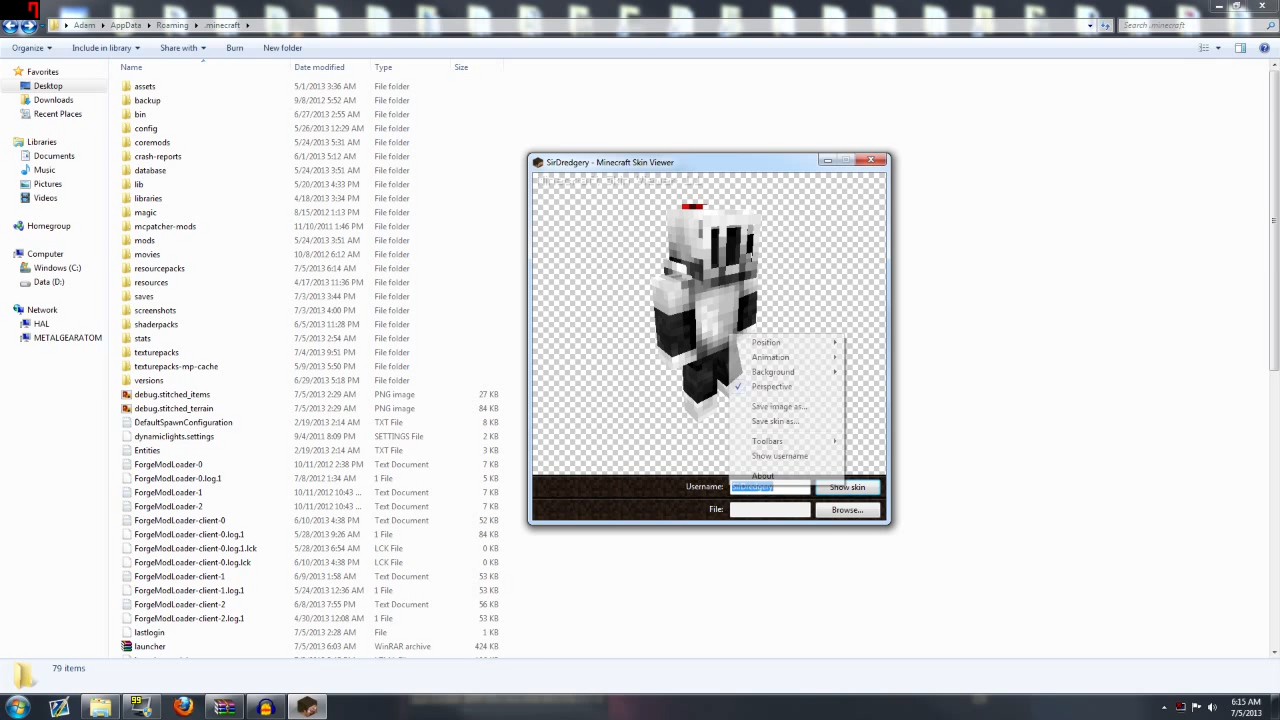 7
Adam ▸ AppData ▸ Roaming ▸ .minecraft ▸
Search .minecraft
Organize Include in library Share with Burn New folder
Favorites
Desktop
Downloads
Recent Places
Libraries
Documents
Music
Pictures
Videos
Homegroup
Computer
Windows (C:)
Data (D:)
Network
HAL
METALGEARATOM
Name Date modified Type Size
assets 5/1/2013 3:36 AM File folder
backup 9/8/2012 5:52 AM File folder
bin 6/27/2013 2:55 AM File folder
config 5/26/2013 12:29 AM File folder
coremods 5/24/2013 5:31 AM File folder
crash-reports 6/1/2013 5:12 AM File folder
database 5/24/2013 3:51 AM File folder
lib 5/20/2013 4:33 PM File folder
libraries 4/18/2013 3:34 PM File folder
magic 8/15/2012 1:13 PM File folder
mcpatcher-mods 11/10/2011 1:46 PM File folder
mods 5/24/2013 3:51 AM File folder
movies 10/8/2012 6:12 AM File folder
resourcepacks 7/5/2013 6:14 AM File folder
resources 4/17/2013 11:36 PM File folder
saves 7/3/2013 3:44 PM File folder
screenshots 7/3/2013 4:00 PM File folder
shaderpacks 6/5/2013 11:28 PM File folder
stats 7/5/2013 2:54 AM File folder
texturepacks 7/4/2013 9:51 PM File folder
texturepacks-mp-cache 5/9/2013 5:50 PM File folder
versions 6/29/2013 5:18 PM File folder
debug.stitched_items 7/5/2013 2:29 AM PNG image 27 KB
debug.stitched_terrain 7/5/2013 2:29 AM PNG image 84 KB
DefaultSpawnConfiguration 2/19/2013 2:14 AM TXT File 8 KB
dynamiclights.settings 9/4/2011 8:09 PM SETTINGS File 2 KB
Entities 2/19/2013 2:14 AM TXT File 3 KB
ForgeModLoader-0 10/11/2012 2:38 PM Text Document 7 KB
ForgeModLoader-0.log.1 7/8/2012 1:34 AM 1 File 5 KB
ForgeModLoader-1 10/11/2012 10:43 ... Text Document 7 KB
ForgeModLoader-2 10/11/2012 10:43 ... Text Document 7 KB
ForgeModLoader-client-0 6/10/2013 4:38 PM Text Document 52 KB
ForgeModLoader-client-0.log.1 5/28/2013 9:26 AM 1 File 84 KB
ForgeModLoader-client-0.log.1.lck 5/28/2013 6:54 AM LCK File 0 KB
ForgeModLoader-client-0.log.lck 6/10/2013 4:38 PM LCK File 0 KB
ForgeModLoader-client-1 6/9/2013 1:58 AM Text Document 53 KB
ForgeModLoader-client-1.log.1 5/24/2013 12:36 AM 1 File 53 KB
ForgeModLoader-client-2 6/8/2013 7:55 PM Text Document 56 KB
ForgeModLoader-client-2.log.1 4/30/2013 12:08 AM 1 File 53 KB
lastlogin 7/5/2013 2:28 AM File 1 KB
launcher 7/5/2013 6:03 AM WinRAR archive 424 KB
SirDredgery - Minecraft Skin Viewer
Position
Animation
Background
Perspective
Save image as...
Save skin as...
Toolbars
Show username
About
Username: SirDredgery Show skin
File: Browse...
79 items
99
6:15 AM
7/5/2013